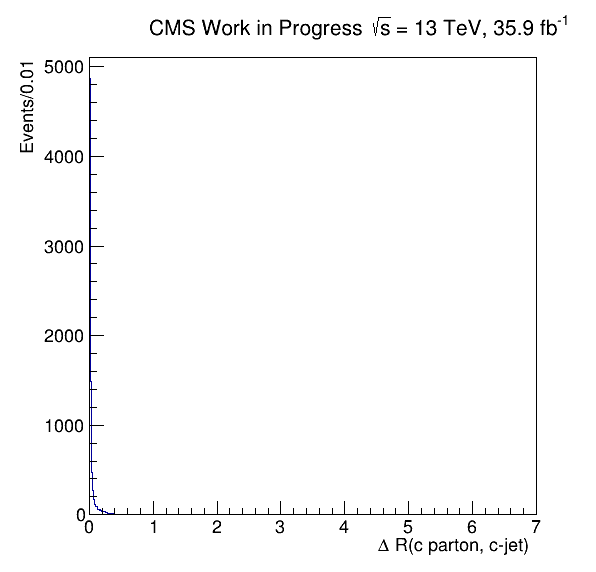 CMS Work in Progress √s = 13 TeV, 35.9 fb⁻¹
Events/0.01
5000
4000
3000
2000
1000
0
0 1 2 3 4 5 6 7
Δ R(c parton, c-jet)